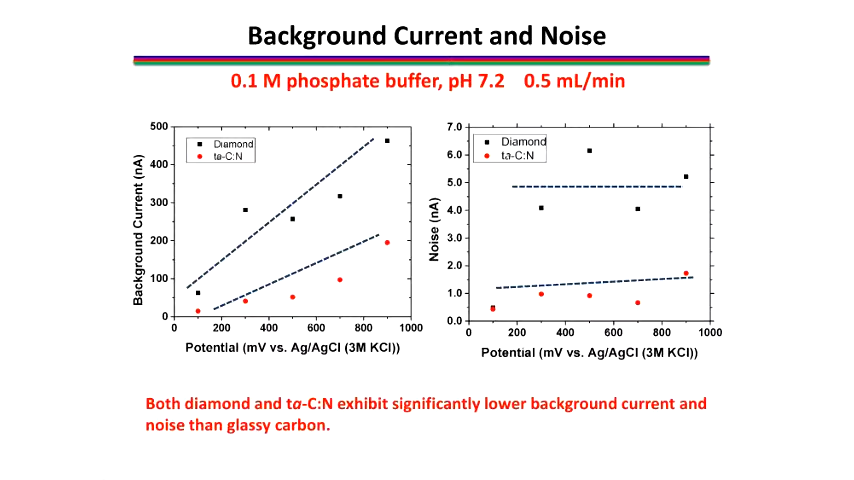 Background Current and Noise
0.1 M phosphate buffer, pH 7.2 0.5 mL/min
500
400
300
200
100
0
0 200 400 600 800 1000
Background Current (nA)
Potential (mV vs. Ag/AgCl (3M KCl))
Diamond
ta-C:N
7.0
6.0
5.0
4.0
3.0
2.0
1.0
0.0
0 200 400 600 800 1000
Noise (nA)
Potential (mV vs. Ag/AgCl (3M KCl))
Diamond
ta-C:N
Both diamond and ta-C:N exhibit significantly lower background current and
noise than glassy carbon.